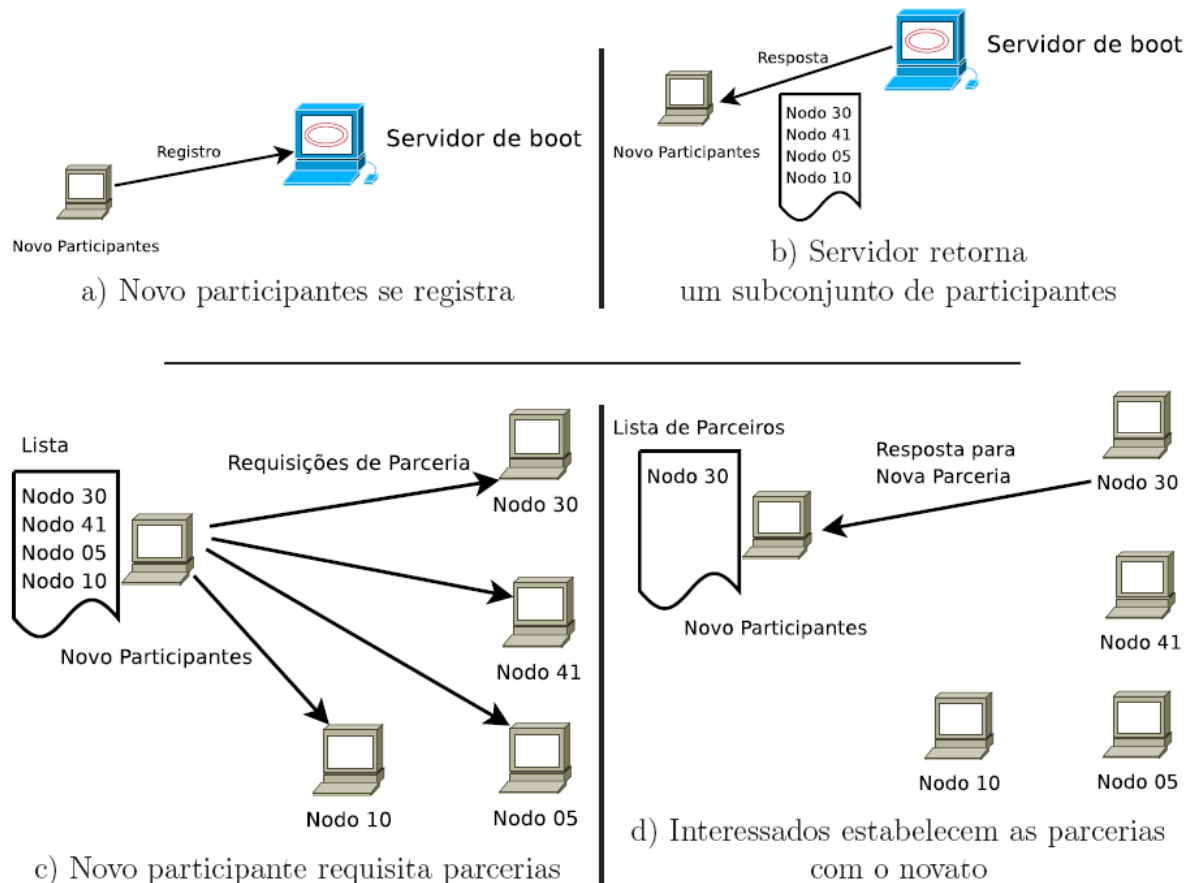 Registro
Servidor de boot
Novo Participantes
a) Novo participantes se registra
Resposta
Servidor de boot
Novo Participantes
Nodo 30
Nodo 41
Nodo 05
Nodo 10
b) Servidor retorna
um subconjunto de participantes
Lista
Nodo 30
Nodo 41
Nodo 05
Nodo 10
Requisições de Parceria
Nodo 30
Nodo 41
Novo Participantes
Nodo 10
Nodo 05
c) Novo participante requisita parcerias
Lista de Parceiros
Nodo 30
Resposta para
Nova Parceria
Nodo 30
Novo Participantes
Nodo 41
Nodo 10
Nodo 05
d) Interessados estabelecem as parcerias
com o novato